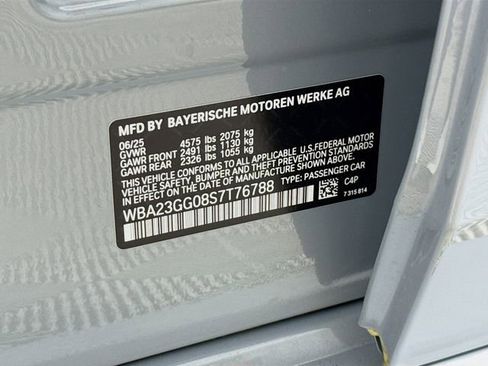 MFD BY BAYERISCHE MOTOREN WERKE AG
06/25 4575 lbs 2075 kg
GVWR
GAWR FRONT 2491 lbs 1130 kg
GAWR REAR 2326 lbs 1055 kg
THIS VEHICLE CONFORMS TO ALL APPLICABLE U.S.FEDERAL MOTOR
VEHICLE SAFETY, BUMPER AND THEFT PREVENTION STANDARDS
IN EFFECT ON THE DATE OF MANUFACTURE SHOWN ABOVE.
WBA23GG08S7T76788 TYPE: PASSENGER CAR
C4P
7 315 814